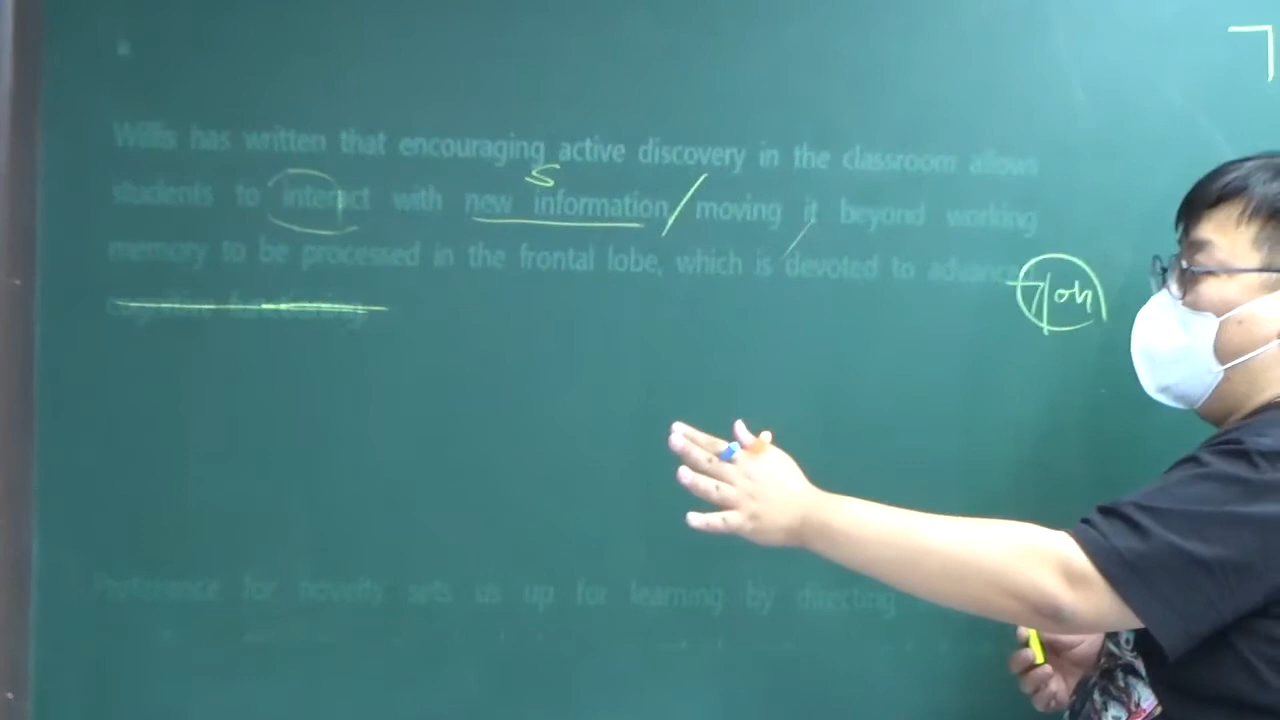 Willis has written that encouraging active discovery in the classroom allows
S
students to interact with new information, moving it beyond working
memory to be processed in the frontal lobe, which is devoted to advanced
Preference for novelty sets us up for learning by directing